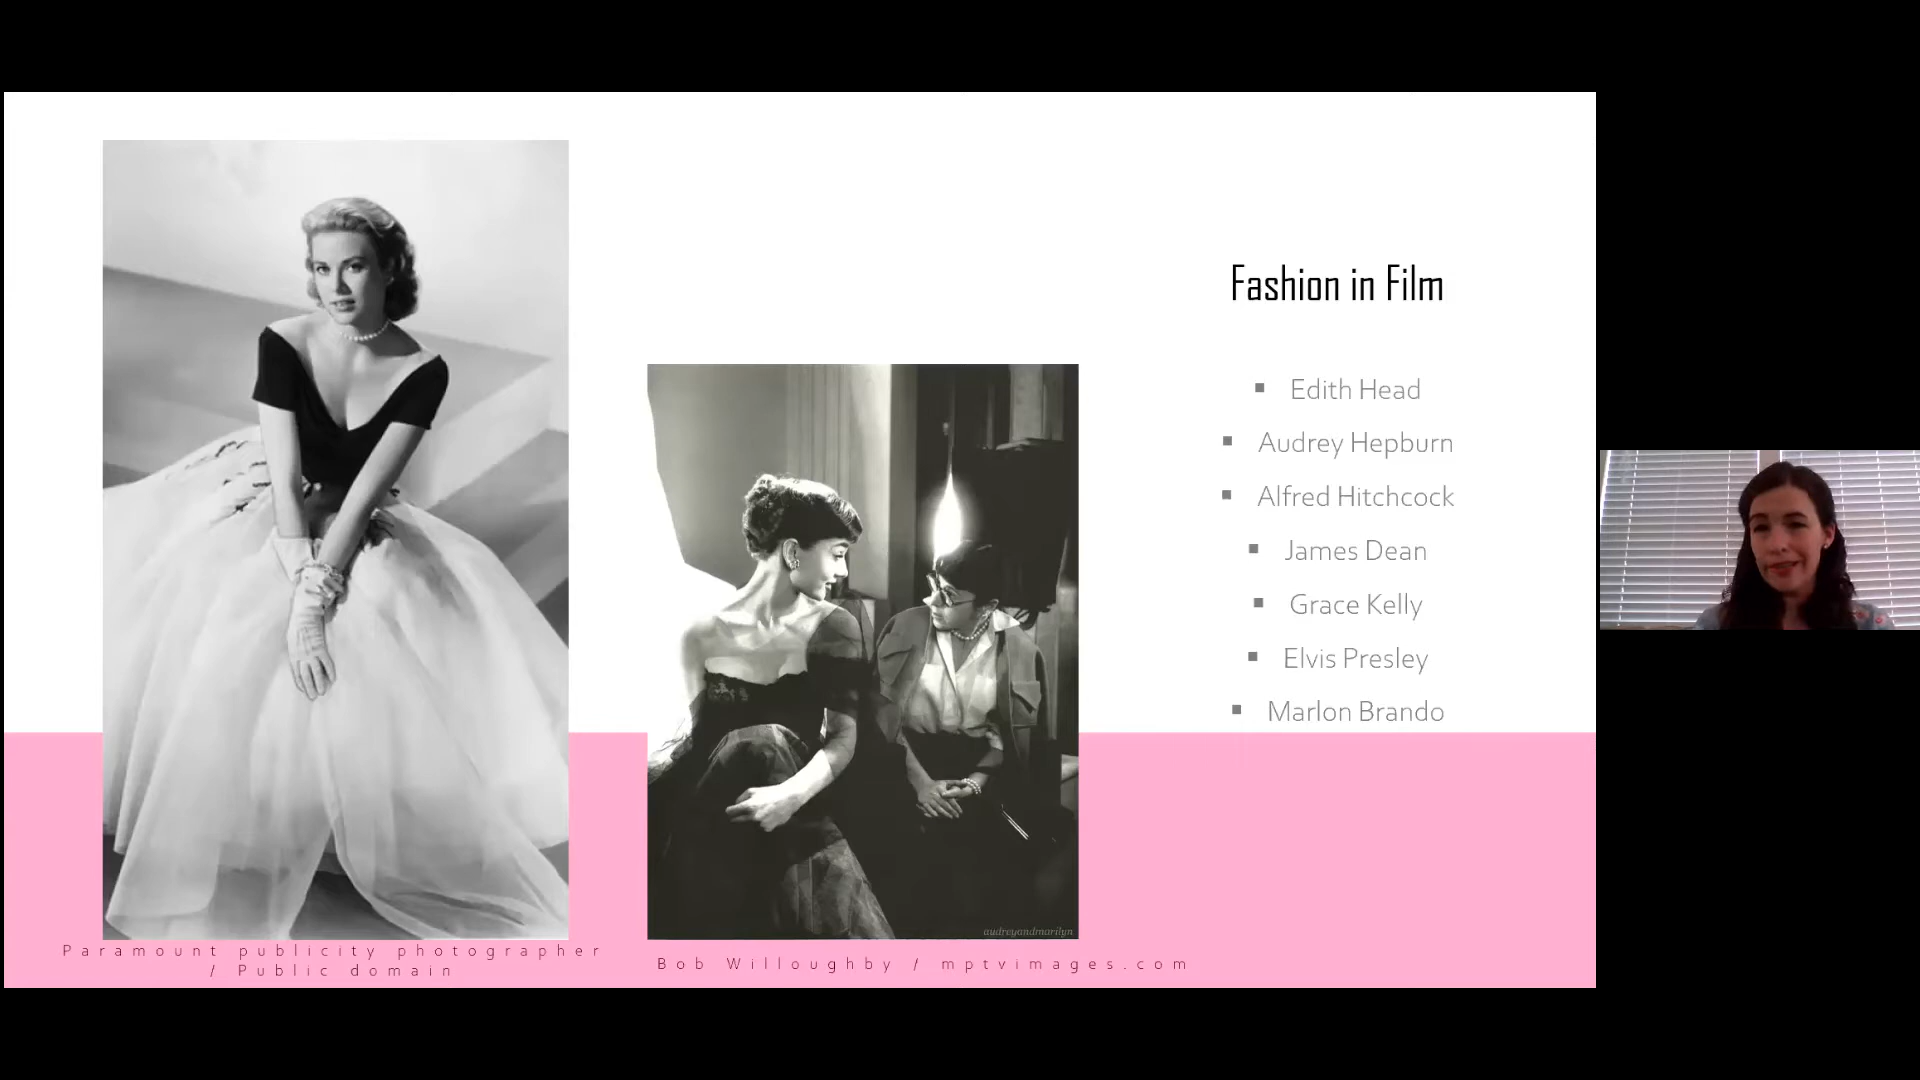 Fashion in Film
▪ Edith Head
▪ Audrey Hepburn
▪ Alfred Hitchcock
▪ James Dean
▪ Grace Kelly
▪ Elvis Presley
▪ Marlon Brando
audreyandmarilyn
Paramount publicity photographer
/ Public domain
Bob Willoughby / mptvimages.com